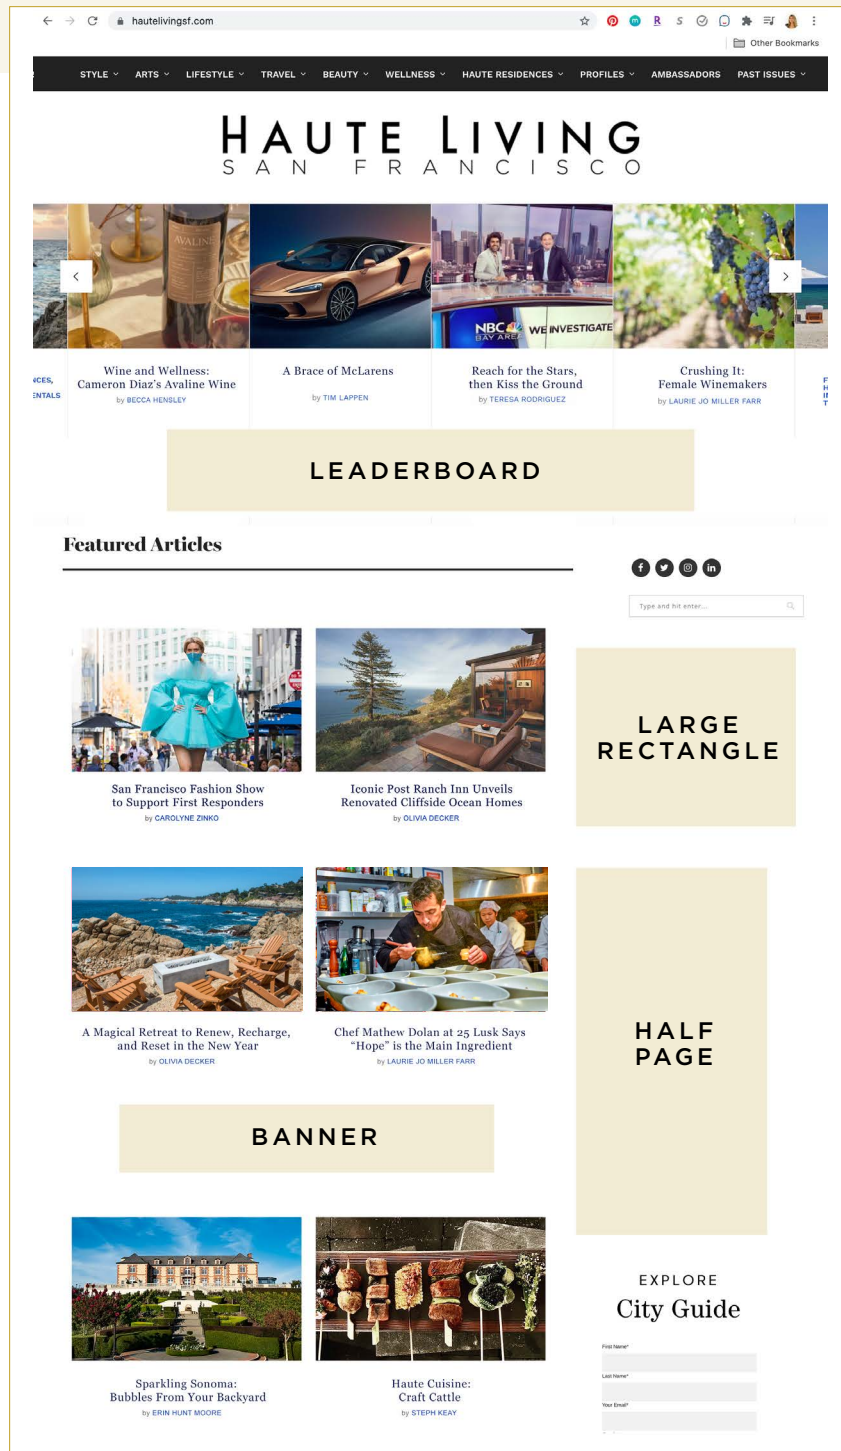 hautelivingsf.com
Other Bookmarks
STYLE ARTS LIFESTYLE TRAVEL BEAUTY WELLNESS HAUTE RESIDENCES PROFILES AMBASSADORS PAST ISSUES
HAUTE LIVING
SAN FRANCISCO
AVALINE
NBC
BAY AREA
WE INVESTIGATE
NCES,
ENTALS
Wine and Wellness:
Cameron Diaz's Avaline Wine
by BECCA HENSLEY
A Brace of McLarens
by TIM LAPPEN
Reach for the Stars,
then Kiss the Ground
by TERESA RODRIGUEZ
Crushing It:
Female Winemakers
by LAURIE JO MILLER FARR
LEADERBOARD
Featured Articles
Type and hit enter...
San Francisco Fashion Show
to Support First Responders
by CAROLYNE ZINKO
Iconic Post Ranch Inn Unveils
Renovated Cliffside Ocean Homes
by OLIVIA DECKER
LARGE
RECTANGLE
A Magical Retreat to Renew, Recharge,
and Reset in the New Year
by OLIVIA DECKER
Chef Mathew Dolan at 25 Lusk Says
“Hope” is the Main Ingredient
by LAURIE JO MILLER FARR
HALF
PAGE
BANNER
Sparkling Sonoma:
Bubbles From Your Backyard
by ERIN HUNT MOORE
Haute Cuisine:
Craft Cattle
by STEPH KEAY
EXPLORE
City Guide
First Name*
Last Name*
Your Email*